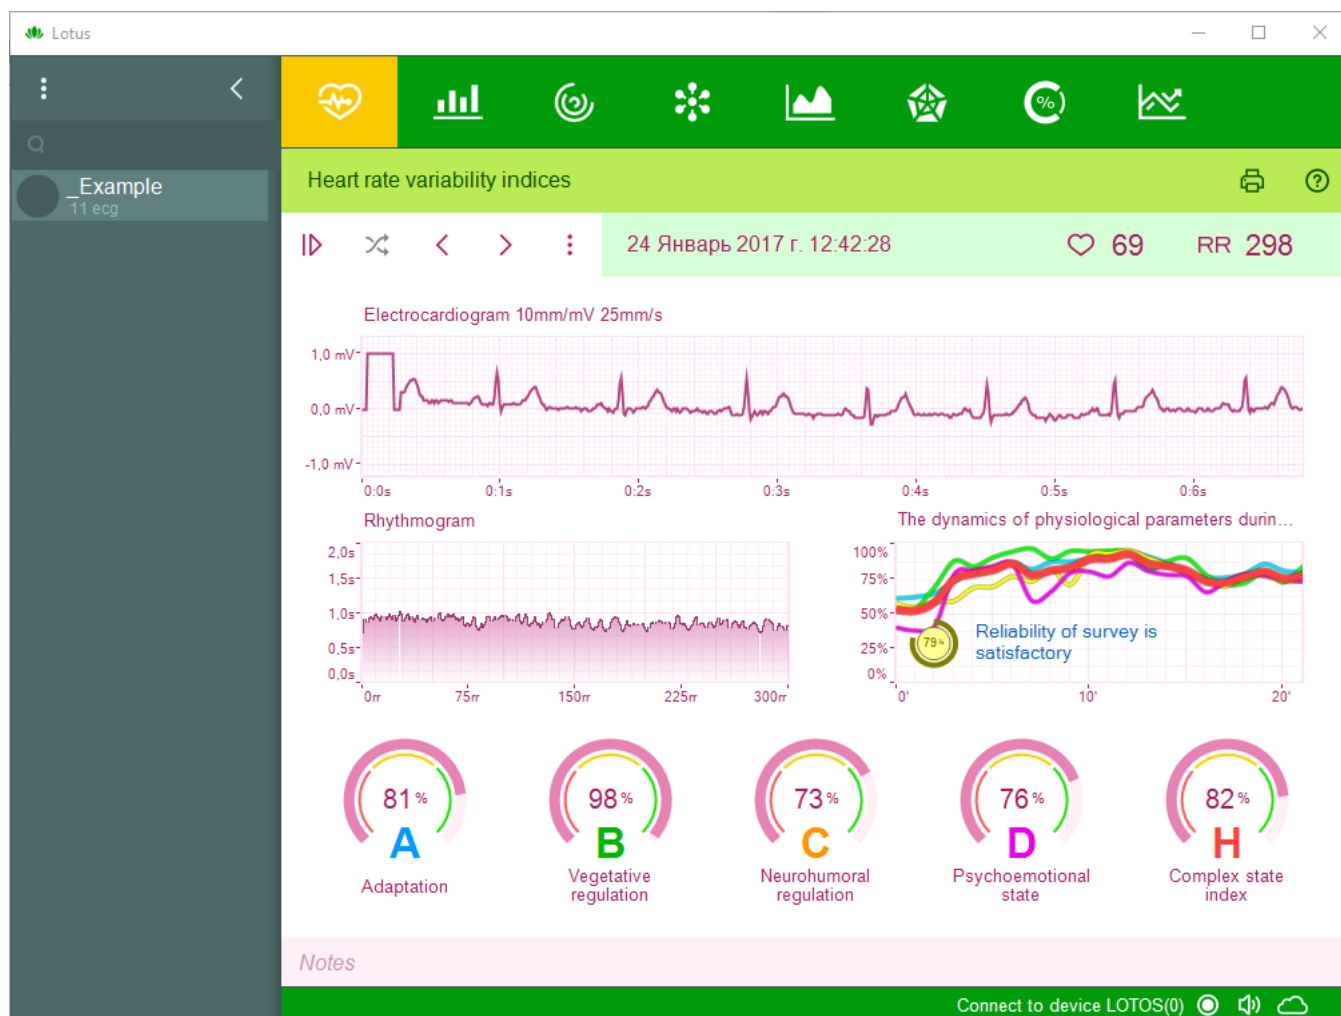 Lotus
_Example
11 ecg
%
Heart rate variability indices
24 Январь 2017 г. 12:42:28
69
RR 298
Electrocardiogram 10mm/mV 25mm/s
1,0 mV
0,0 mV
-1,0 mV
0:0s 0:1s 0:2s 0:3s 0:4s 0:5s 0:6s
Rhythmogram
2,0s
1,5s
1,0s
0,5s
0,0s
0rr 75rr 150rr 225rr 300rr
The dynamics of physiological parameters durin...
100%
75%
50%
25%
0%
79%
Reliability of survey is
satisfactory
0' 10' 20'
81%
A
Adaptation
98%
B
Vegetative
regulation
73%
C
Neurohumoral
regulation
76%
D
Psychoemotional
state
82%
H
Complex state
index
Notes
Connect to device LOTOS(0)